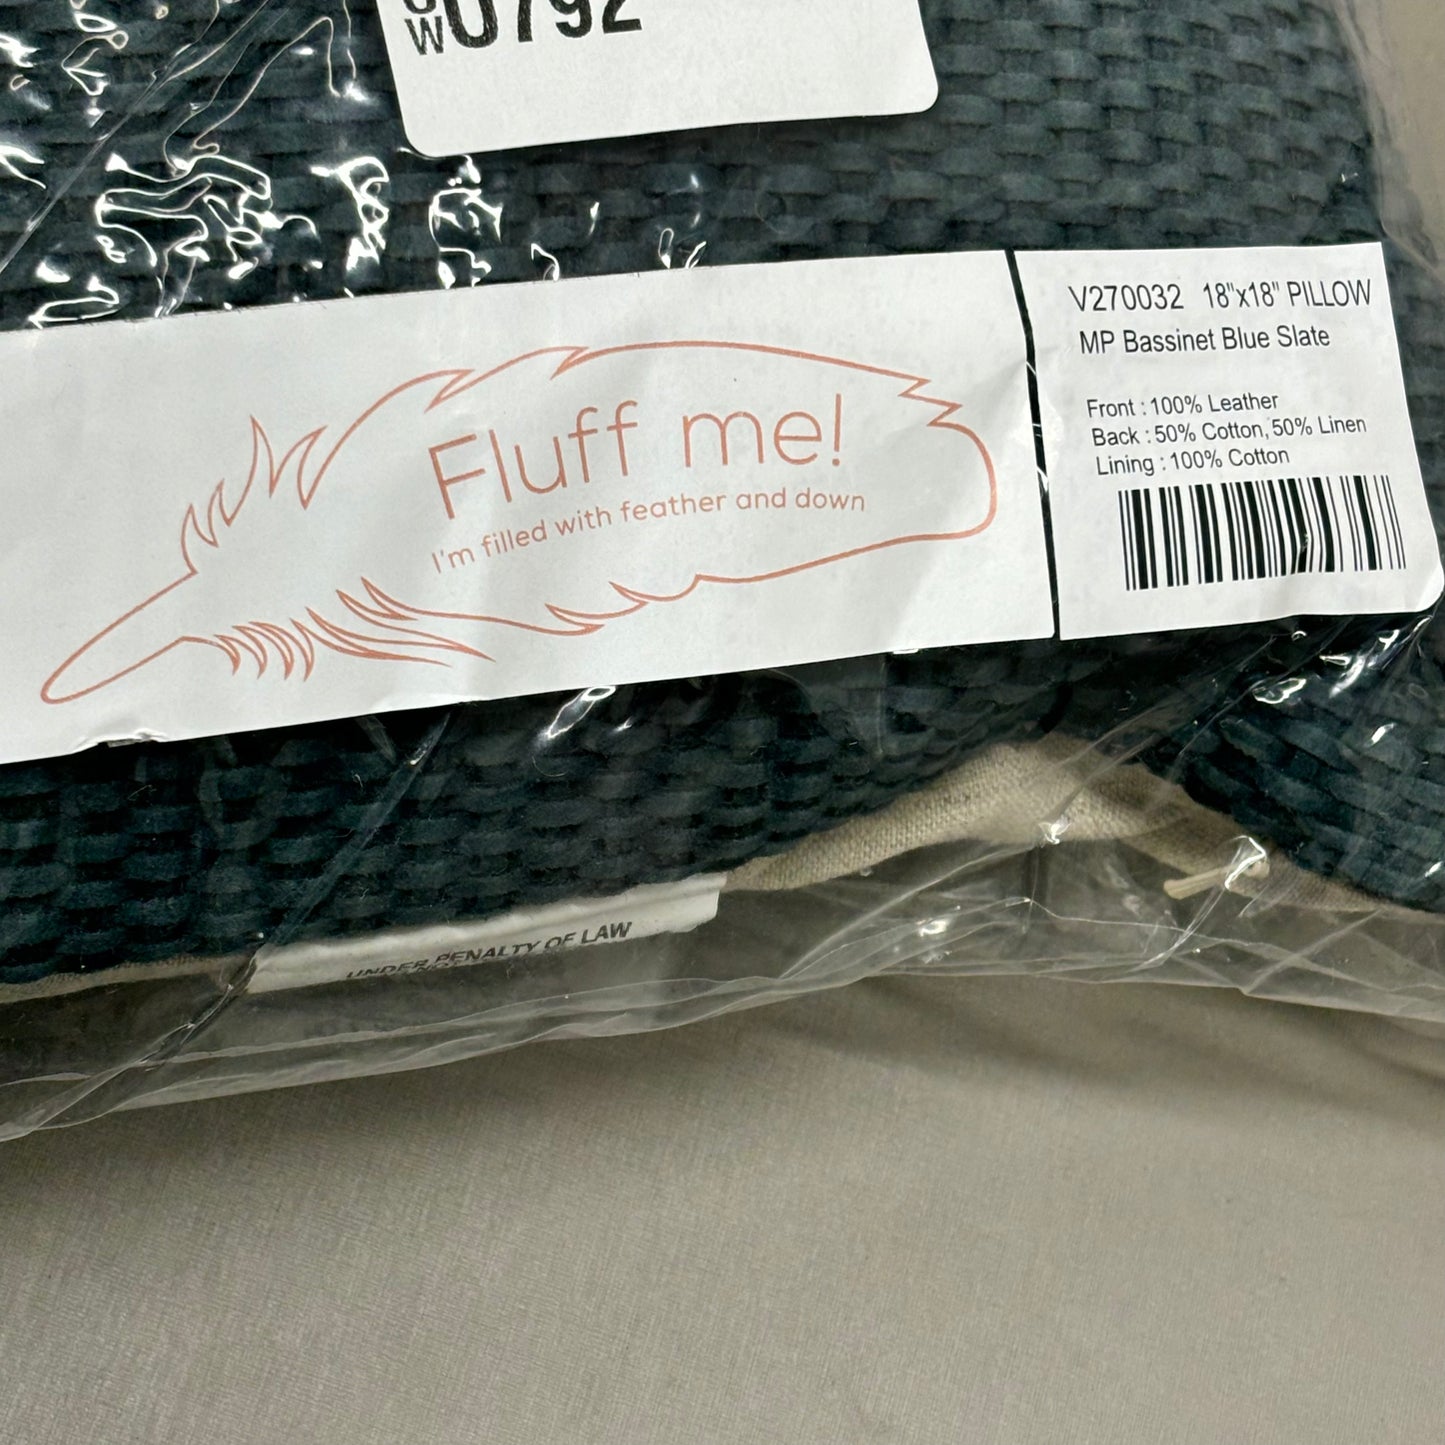 W0792
Fluff me!
I'm filled with feather and down
V270032 18"x18" PILLOW
MP Bassinet Blue Slate
Front : 100% Leather
Back : 50% Cotton, 50% Linen
Lining : 100% Cotton
UNDER PENALTY OF LAW